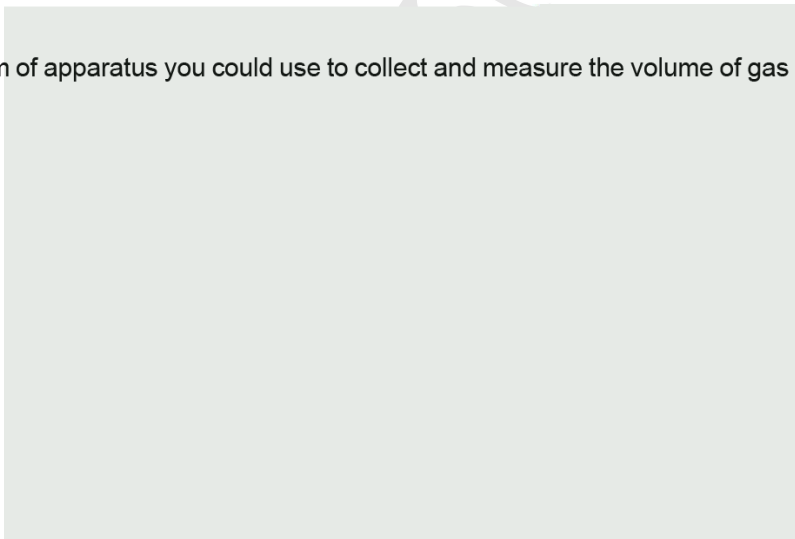 of apparatus you could use to collect and measure the volume of gas